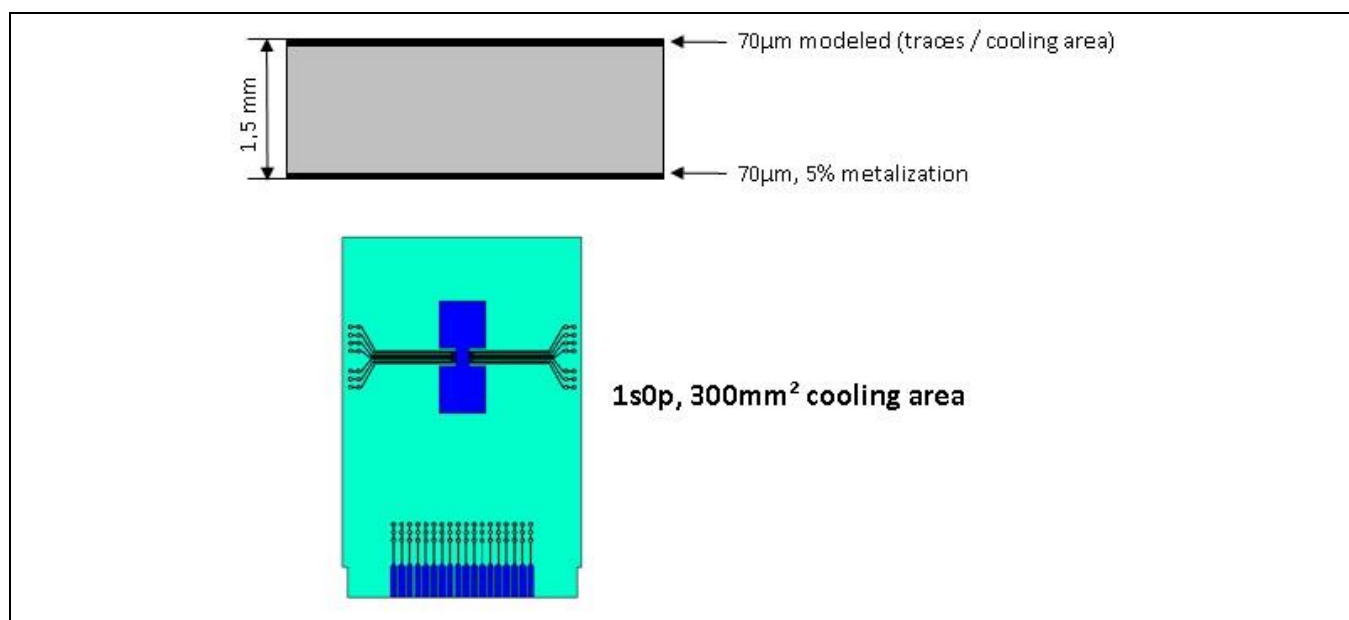 70µm modeled (traces / cooling area)
1,5 mm
70µm, 5% metalization
1s0p, 300mm² cooling area